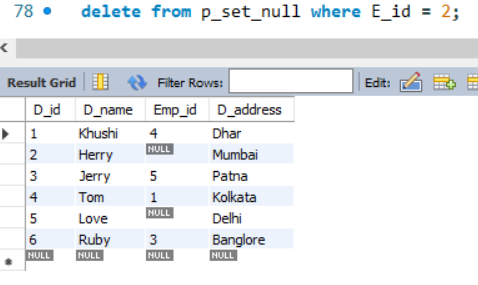 78 delete from p_set_null where E_id = 2;
Result Grid Filter Rows: Edit:
D_id D_name Emp_id D_address
1 Khushi 4 Dhar
2 Herry NULL Mumbai
3 Jerry 5 Patna
4 Tom 1 Kolkata
5 Love NULL Delhi
6 Ruby 3 Banglore
NULL NULL NULL NULL